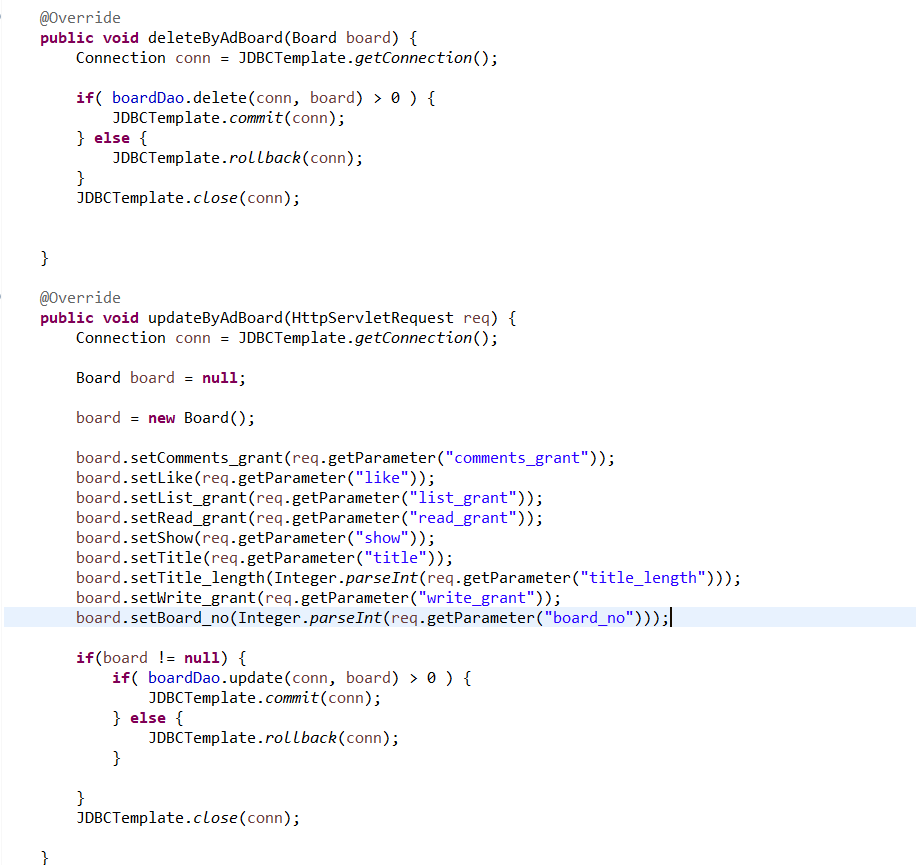 @Override
public void deleteByAdBoard(Board board) {
Connection conn = JDBCTemplate.getConnection();
if( boardDao.delete(conn, board) > 0 ) {
JDBCTemplate.commit(conn);
} else {
JDBCTemplate.rollback(conn);
}
JDBCTemplate.close(conn);
}
@Override
public void updateByAdBoard(HttpServletRequest req) {
Connection conn = JDBCTemplate.getConnection();
Board board = null;
board = new Board();
board.setComments_grant(req.getParameter("comments_grant"));
board.setLike(req.getParameter("like"));
board.setList_grant(req.getParameter("list_grant"));
board.setRead_grant(req.getParameter("read_grant"));
board.setShow(req.getParameter("show"));
board.setTitle(req.getParameter("title"));
board.setTitle_length(Integer.parseInt(req.getParameter("title_length")));
board.setWrite_grant(req.getParameter("write_grant"));
board.setBoard_no(Integer.parseInt(req.getParameter("board_no")));
if(board != null) {
if( boardDao.update(conn, board) > 0 ) {
JDBCTemplate.commit(conn);
} else {
JDBCTemplate.rollback(conn);
}
}
JDBCTemplate.close(conn);
}